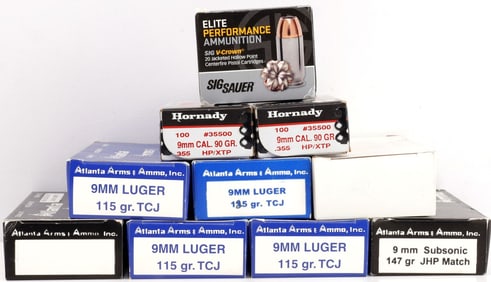 ELITE
PERFORMANCE
AMMUNITION
SIG V-Crown™
20 Jacketed Hollow Point
Centerfire Pistol Cartridges
SIG SAUER
Hornady
100 #35500
9mm CAL. 90 GR.
.355 HP/XTP
Hornady
100 #35500
9mm CAL. 90 GR.
.355 HP/XTP
Atlanta Arms & Ammo, Inc.
9MM LUGER
115 gr. TCJ
Atlanta Arms & Ammo, Inc.
9MM LUGER
gr. TCJ
Atlanta Arms & Ammo, Inc.
Atlanta Arms & Ammo, Inc.
9MM LUGER
115 gr. TCJ
Atlanta Arms & Ammo, Inc.
9MM LUGER
115 gr. TCJ
Atlanta Arms & Ammo, Inc.
9 mm Subsonic
147 gr JHP Match